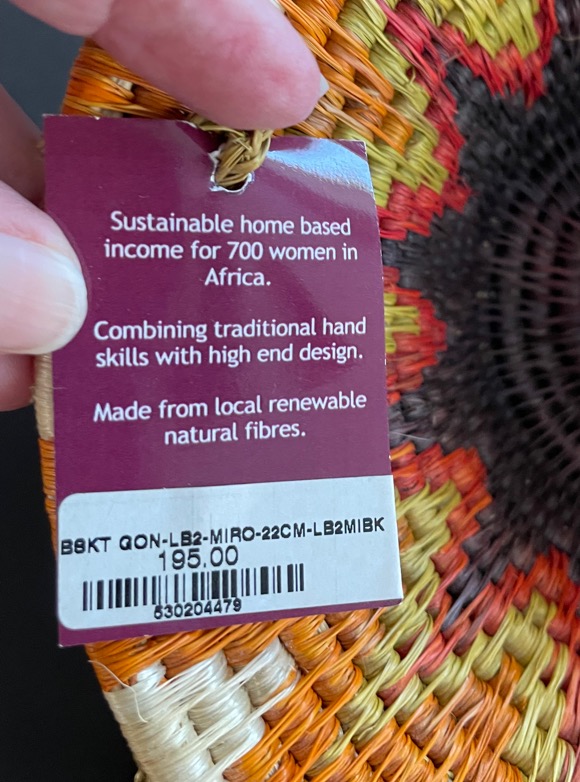 Sustainable home based
income for 700 women in
Africa.
Combining traditional hand
skills with high end design.
Made from local renewable
natural fibres.
BSKT GON-LB2-MIRO-22CM-LB2MIBK
195.00
530204479